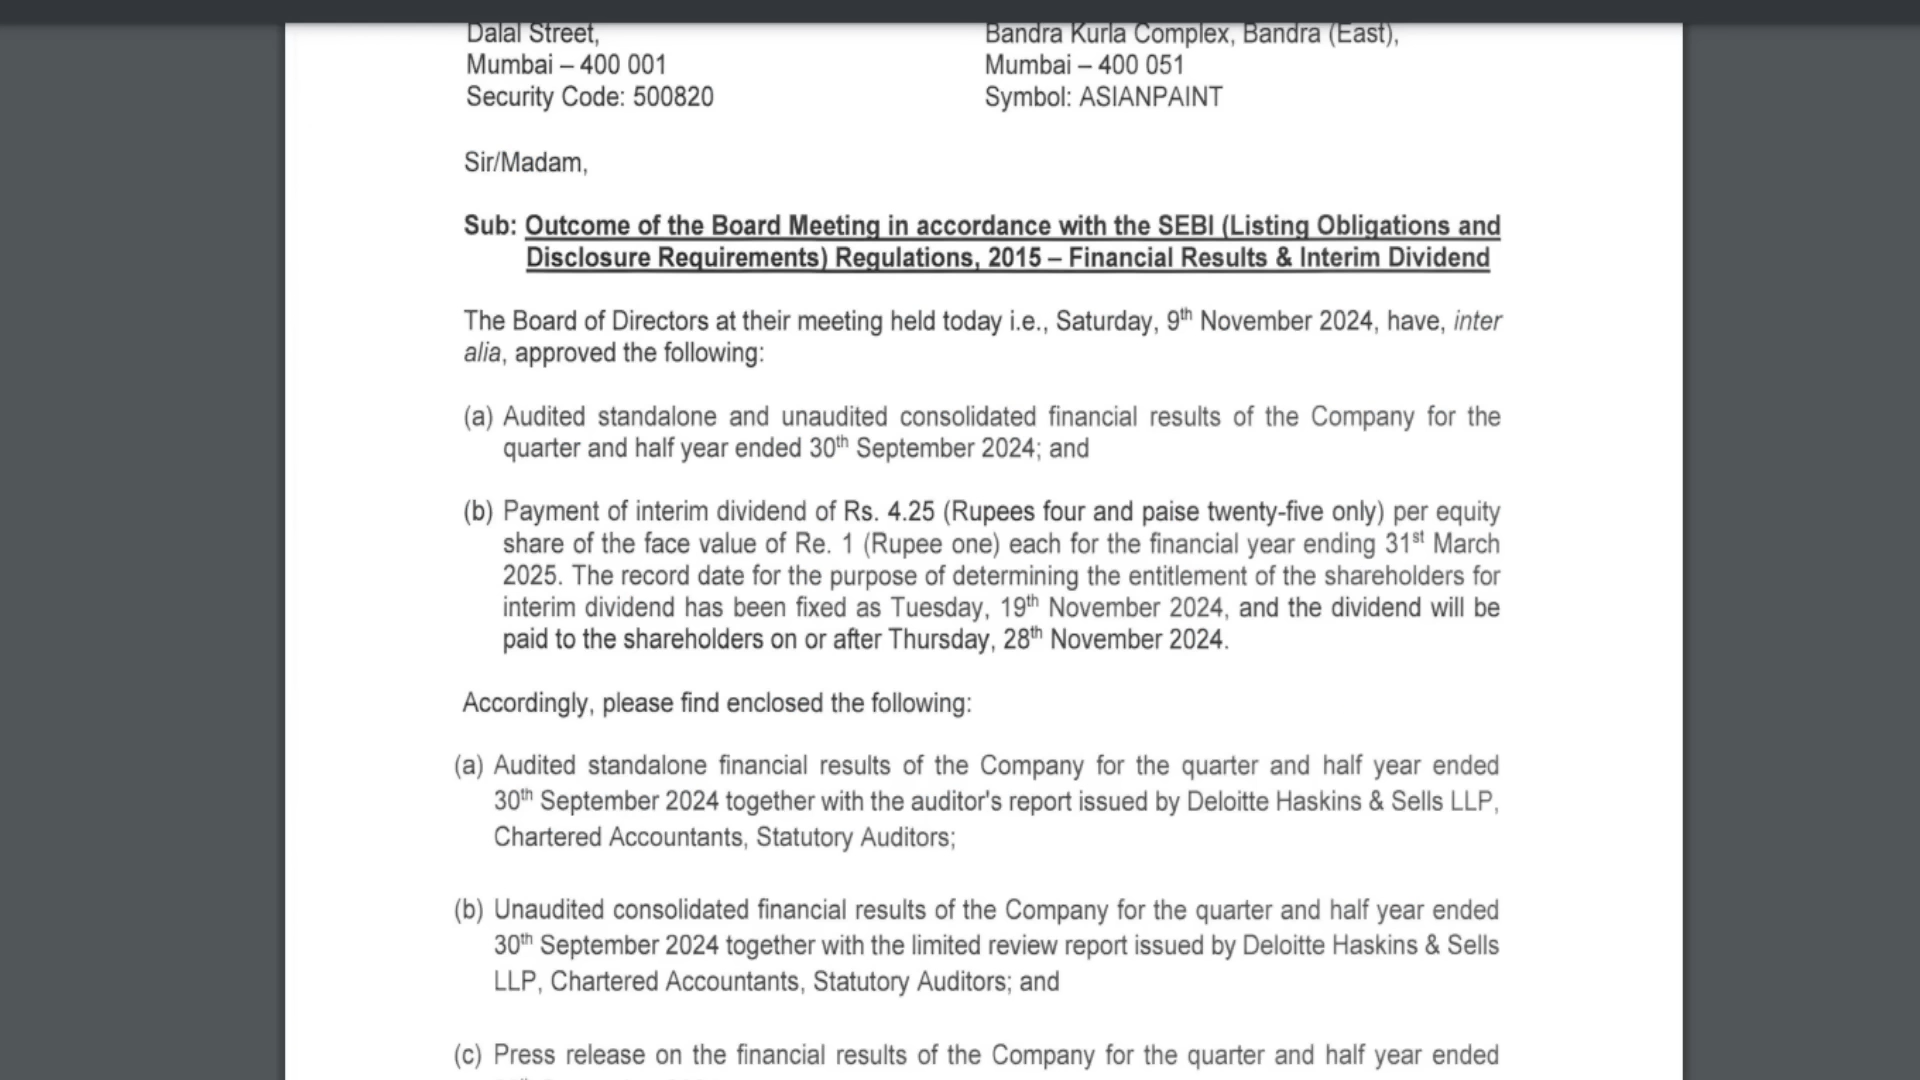 Dalal Street,
Mumbai – 400 001
Security Code: 500820
Bandra Kurla Complex, Bandra (East),
Mumbai – 400 051
Symbol: ASIANPAINT
Sir/Madam,
Sub: Outcome of the Board Meeting in accordance with the SEBI (Listing Obligations and
Disclosure Requirements) Regulations, 2015 – Financial Results & Interim Dividend
The Board of Directors at their meeting held today i.e., Saturday, 9th November 2024, have, inter
alia, approved the following:
(a) Audited standalone and unaudited consolidated financial results of the Company for the
quarter and half year ended 30th September 2024; and
(b) Payment of interim dividend of Rs. 4.25 (Rupees four and paise twenty-five only) per equity
share of the face value of Re. 1 (Rupee one) each for the financial year ending 31st March
2025. The record date for the purpose of determining the entitlement of the shareholders for
interim dividend has been fixed as Tuesday, 19th November 2024, and the dividend will be
paid to the shareholders on or after Thursday, 28th November 2024.
Accordingly, please find enclosed the following:
(a) Audited standalone financial results of the Company for the quarter and half year ended
30th September 2024 together with the auditor's report issued by Deloitte Haskins & Sells LLP,
Chartered Accountants, Statutory Auditors;
(b) Unaudited consolidated financial results of the Company for the quarter and half year ended
30th September 2024 together with the limited review report issued by Deloitte Haskins & Sells
LLP, Chartered Accountants, Statutory Auditors; and
(c) Press release on the financial results of the Company for the quarter and half year ended